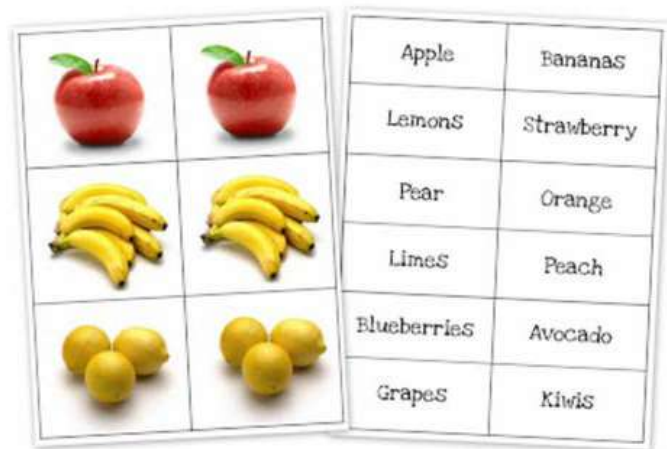 Apple Bananas
Lemons Strawberry
Pear Orange
Limes Peach
Blueberries Avocado
Grapes Kiwis